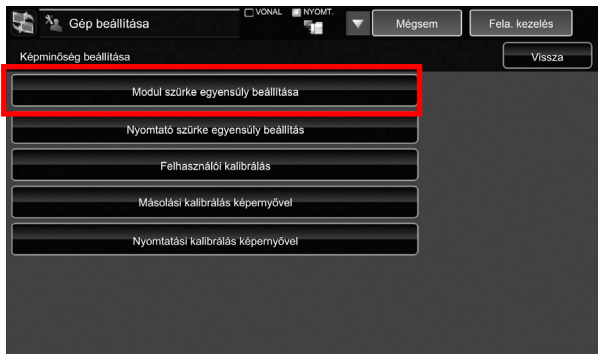 Gép beállítása
VONAL
NYOMT.
Mégsem
Fela. kezelés
Képminőség beállítása
Vissza
Modul szürke egyensúly beállítása
Nyomtató szürke egyensúly beállítás
Felhasználói kalibrálás
Másolási kalibrálás képernyővel
Nyomtatási kalibrálás képernyővel